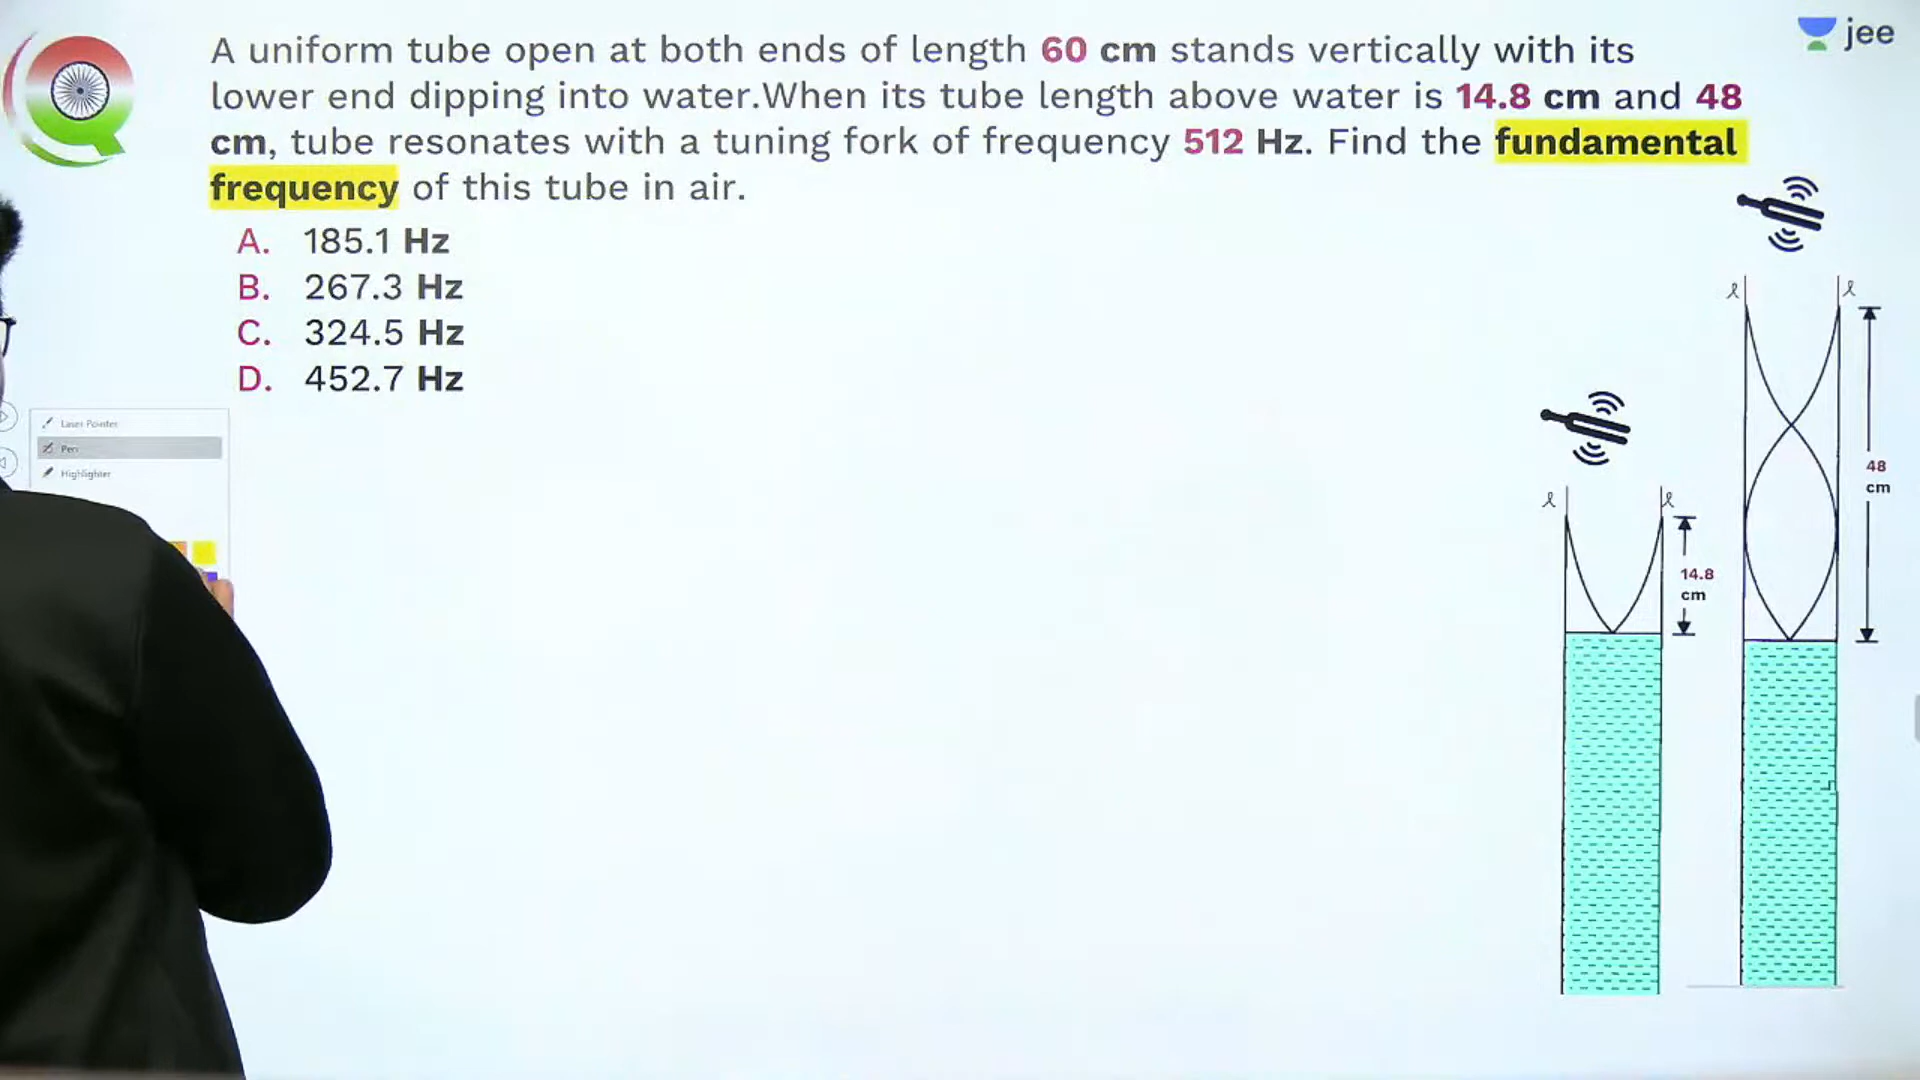 jee
A uniform tube open at both ends of length 60 cm stands vertically with its
lower end dipping into water.When its tube length above water is 14.8 cm and 48
cm, tube resonates with a tuning fork of frequency 512 Hz. Find the fundamental
frequency of this tube in air.
A. 185.1 Hz
B. 267.3 Hz
C. 324.5 Hz
D. 452.7 Hz
Laser Pointer
Pen
Highlighter
ℓ ℓ
48
cm
ℓ ℓ
14.8
cm